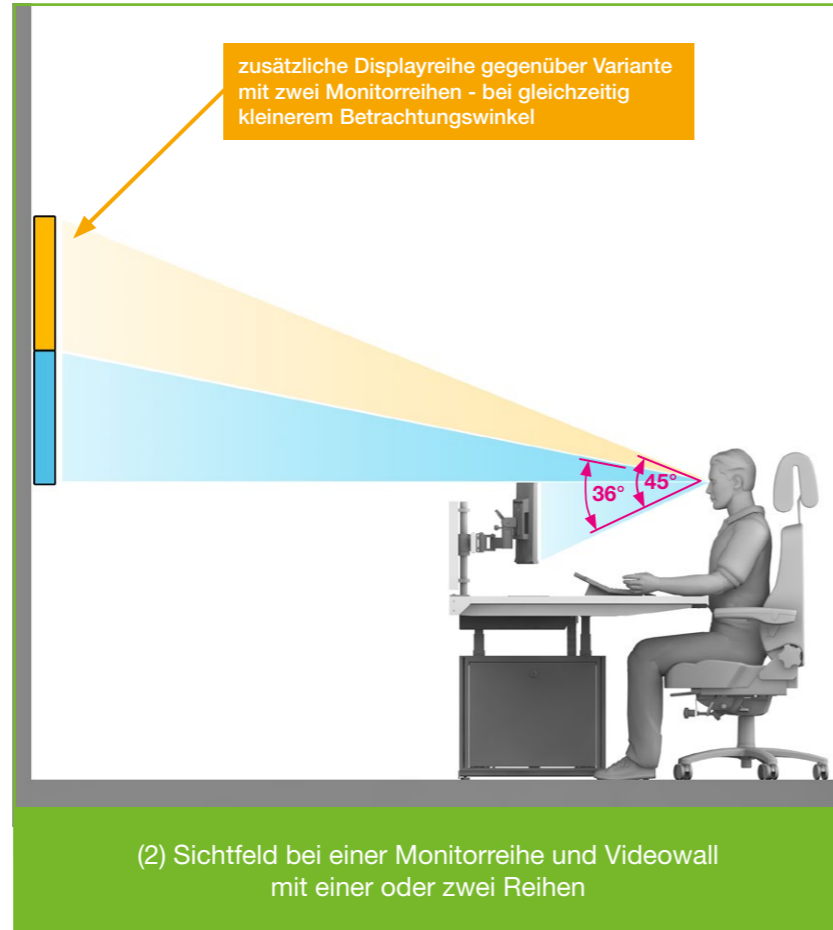 zusätzliche Displayreihe gegenüber Variante
mit zwei Monitorreihen - bei gleichzeitig
kleinerem Betrachtungswinkel
36°
45°
(2) Sichtfeld bei einer Monitorreihe und Videowall
mit einer oder zwei Reihen